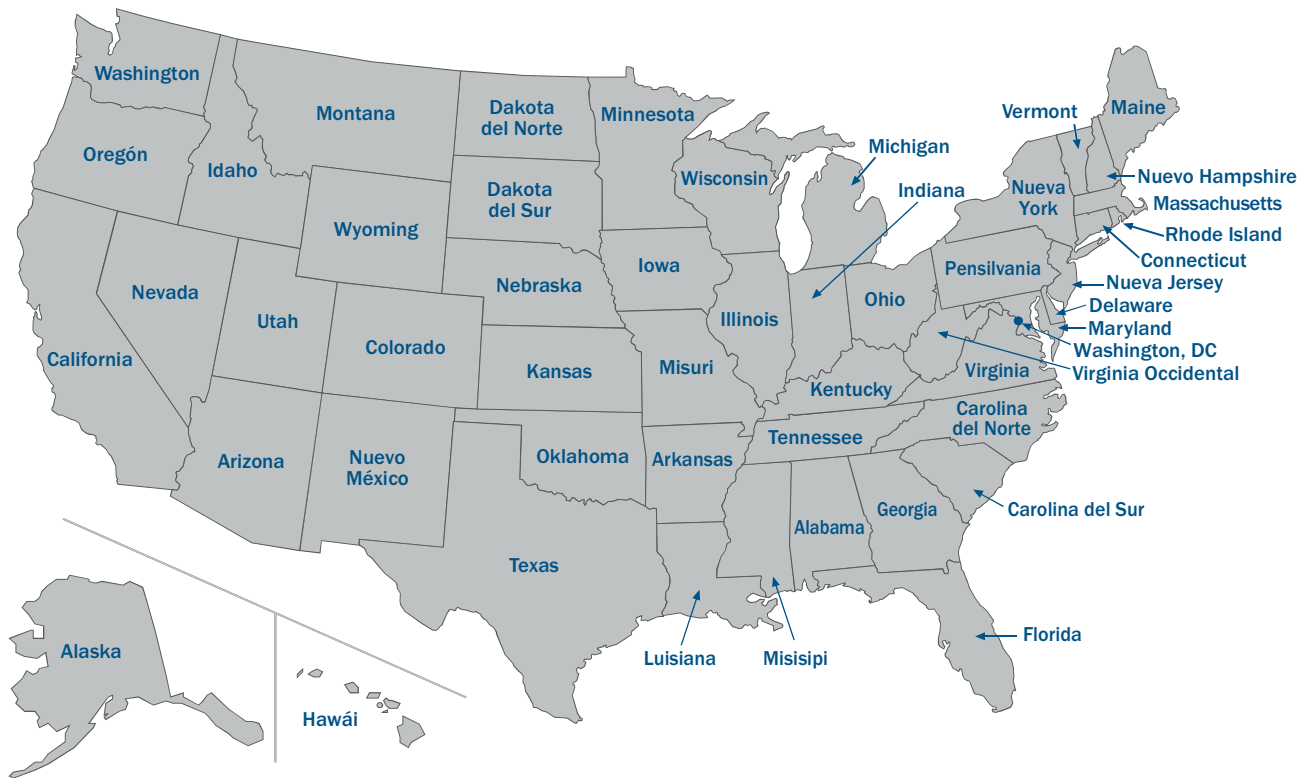 Washington
Montana
Dakota
del Norte
Minnesota
Vermont
Maine
Oregón
Idaho
Michigan
Wisconsin
Indiana
Nuevo Hampshire
Dakota
del Sur
Nueva
York
Massachusetts
Wyoming
Rhode Island
Connecticut
Iowa
Pensilvania
Nebraska
Nueva Jersey
Nevada
Ohio
Delaware
Utah
Illinois
Maryland
Colorado
Washington, DC
California
Kansas
Misuri
Virginia
Virginia Occidental
Kentucky
Carolina
del Norte
Tennessee
Arizona
Nuevo
México
Oklahoma
Arkansas
Georgia
Carolina del Sur
Alabama
Texas
Florida
Alaska
Luisiana
Misisipi
Hawái